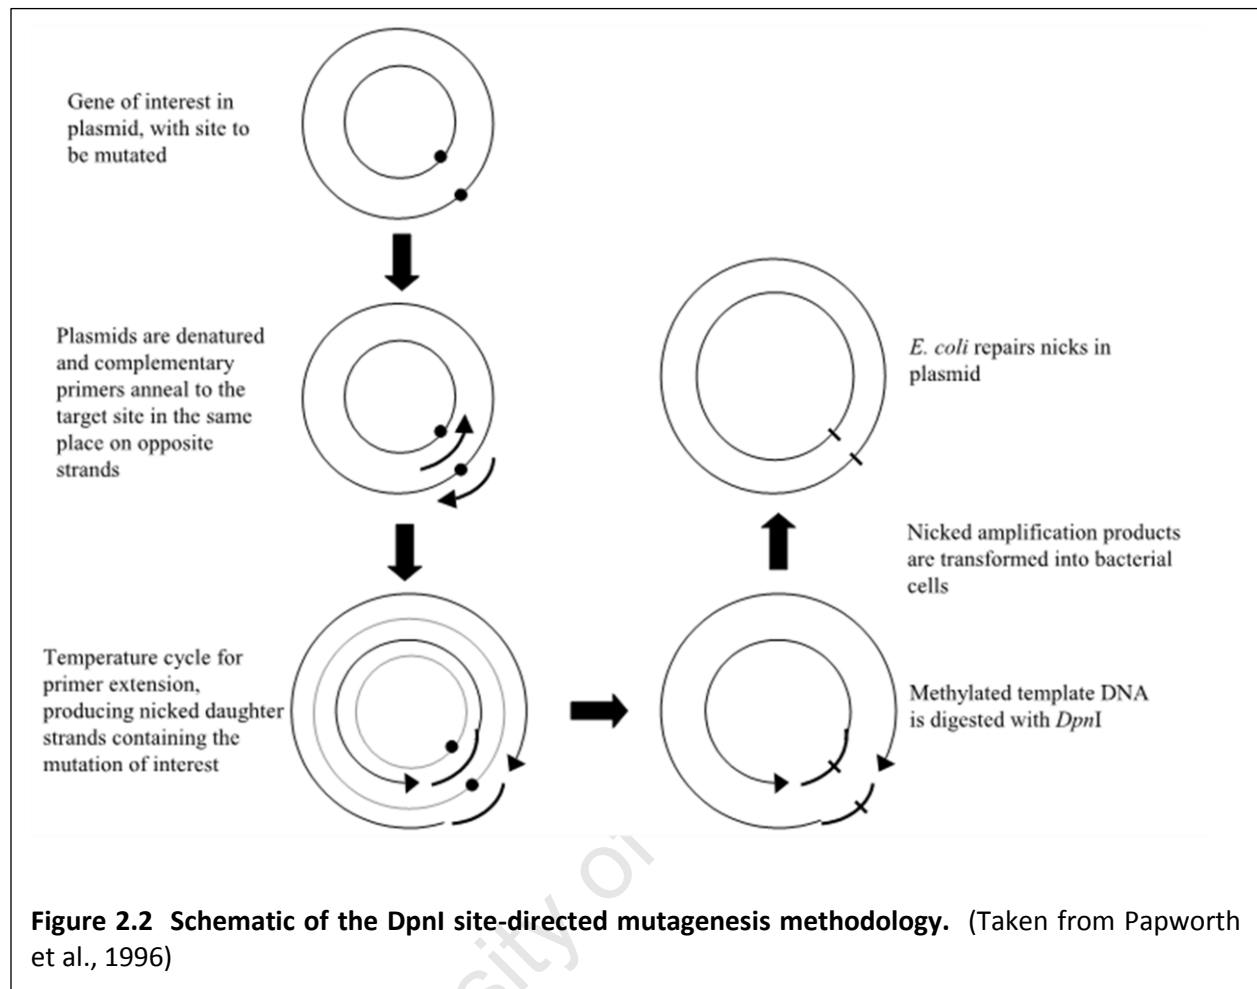 Gene of interest in
plasmid, with site to
be mutated
Plasmids are denatured
and complementary
primers anneal to the
target site in the same
place on opposite
strands
Temperature cycle for
primer extension,
producing nicked daughter
strands containing the
mutation of interest
Methylated template DNA
is digested with DpnI
Nicked amplification products
are transformed into bacterial
cells
E. coli repairs nicks in
plasmid
Figure 2.2 Schematic of the DpnI site-directed mutagenesis methodology. (Taken from Papworth
et al., 1996)
sity of